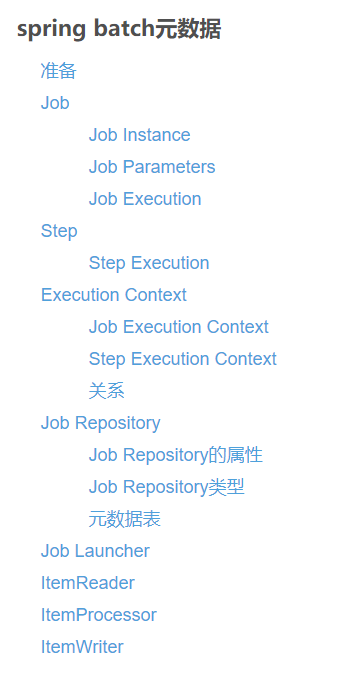 spring batch元数据
准备
Job
Job Instance
Job Parameters
Job Execution
Step
Step Execution
Execution Context
Job Execution Context
Step Execution Context
关系
Job Repository
Job Repository的属性
Job Repository类型
元数据表
Job Launcher
ItemReader
ItemProcessor
ItemWriter